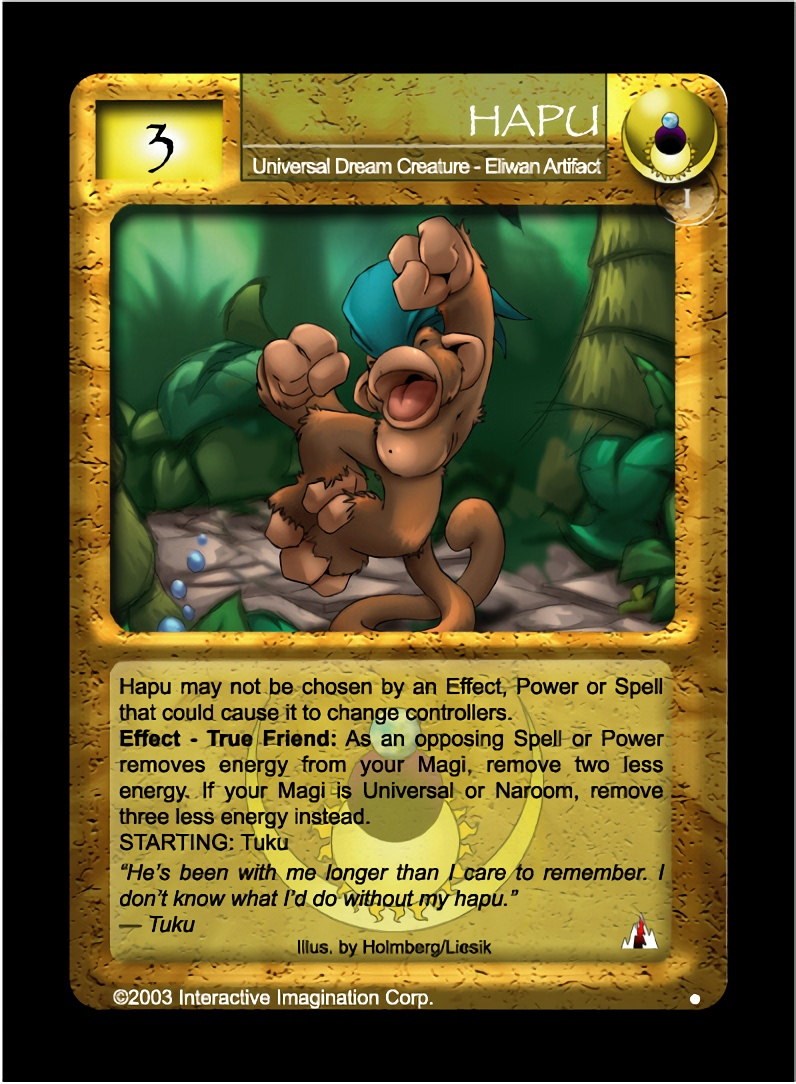 3
HAPU
Universal Dream Creature - Eliwan Artifact
1
Hapu may not be chosen by an Effect, Power or Spell
that could cause it to change controllers.
Effect - True Friend: As an opposing Spell or Power
removes energy from your Magi, remove two less
energy. If your Magi is Universal or Naroom, remove
three less energy instead.
STARTING: Tuku
“He’s been with me longer than I care to remember. I
don’t know what I’d do without my hapu.”
— Tuku
Illus. by Holmberg/Licsik
©2003 Interactive Imagination Corp.